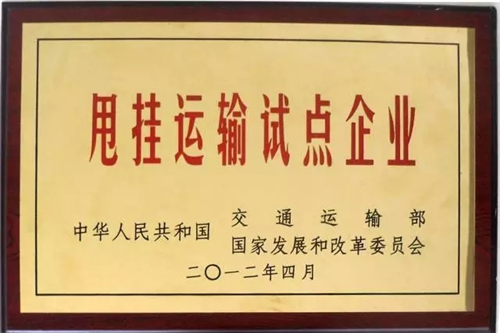 甩挂运输试点企业
中华人民共和国 交通运输部
国家发展和改革委员会
二〇一二年四月